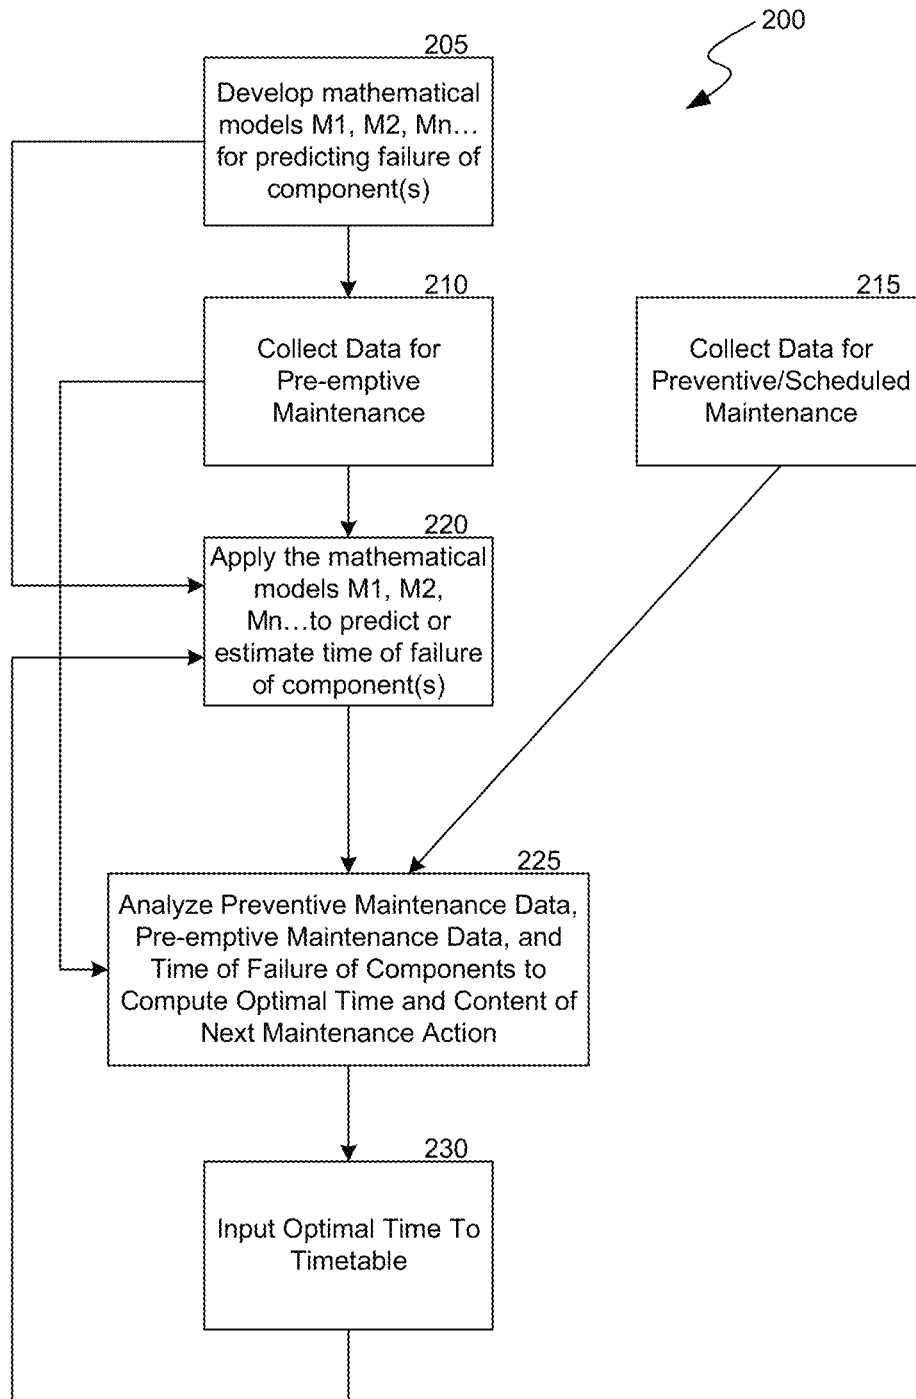 200
205
Develop mathematical
models M1, M2, Mn...
for predicting failure of
component(s)
210
Collect Data for
Pre-emptive
Maintenance
215
Collect Data for
Preventive/Scheduled
Maintenance
220
Apply the mathematical
models M1, M2,
Mn...to predict or
estimate time of failure
of component(s)
225
Analyze Preventive Maintenance Data,
Pre-emptive Maintenance Data, and
Time of Failure of Components to
Compute Optimal Time and Content of
Next Maintenance Action
230
Input Optimal Time To
Timetable